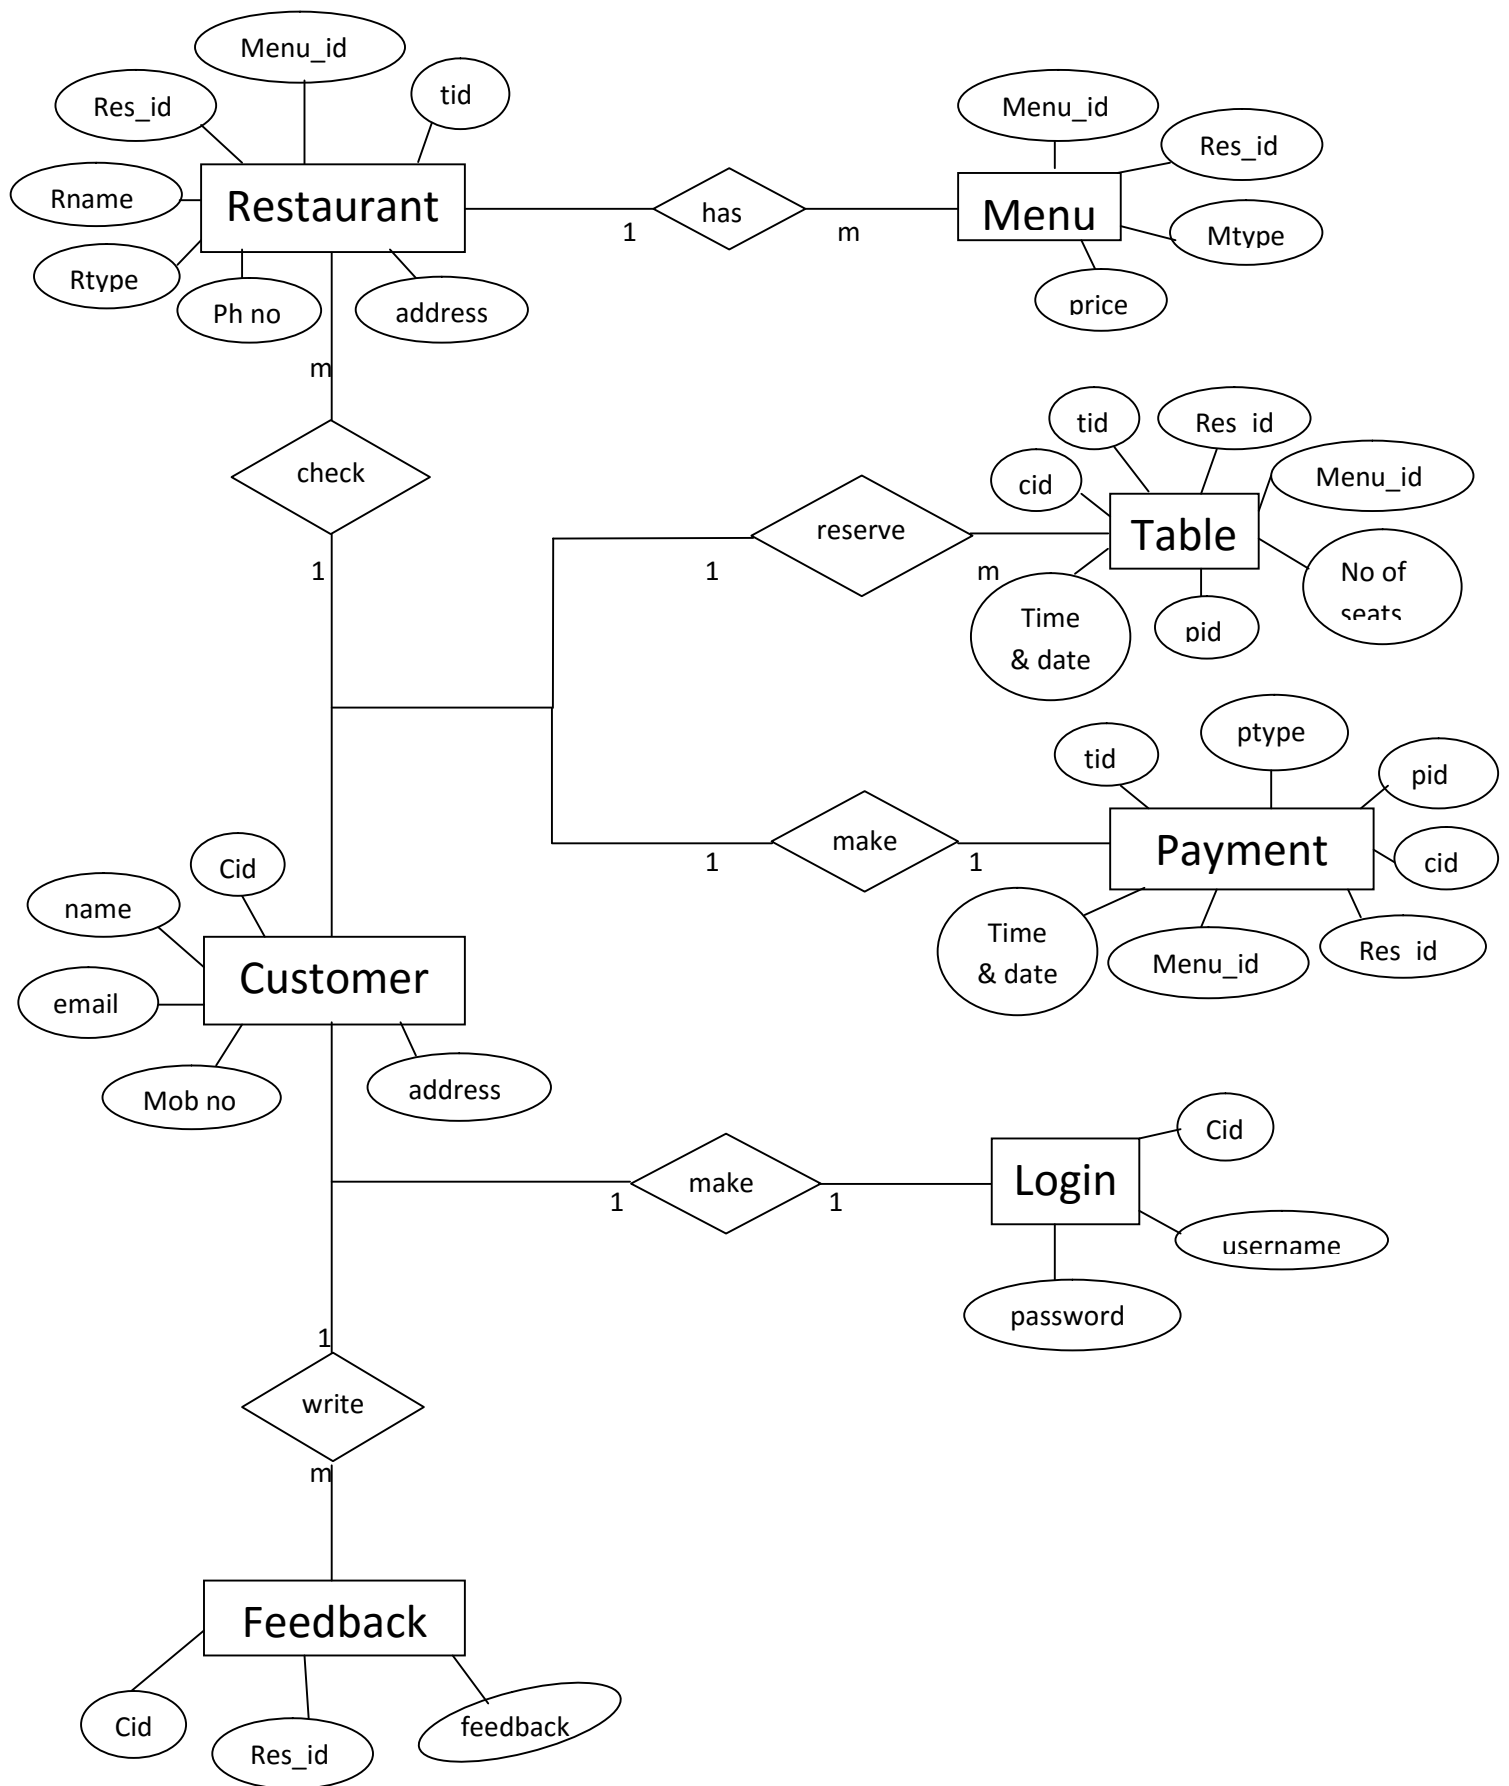 Menu_id
tid
Res_id
Rname
Restaurant
Rtype
Ph no
address
1
has
m
Menu_id
Res_id
Menu
Mtype
price
m
check
1
tid
Res_id
cid
Menu_id
1
reserve
m
Table
No of
seats
Time
& date
pid
ptype
tid
pid
1
make
1
Payment
cid
Time
& date
Menu_id
Res_id
Cid
name
Customer
email
Mob no
address
1
make
1
Login
Cid
username
password
1
write
m
Feedback
Cid
Res_id
feedback